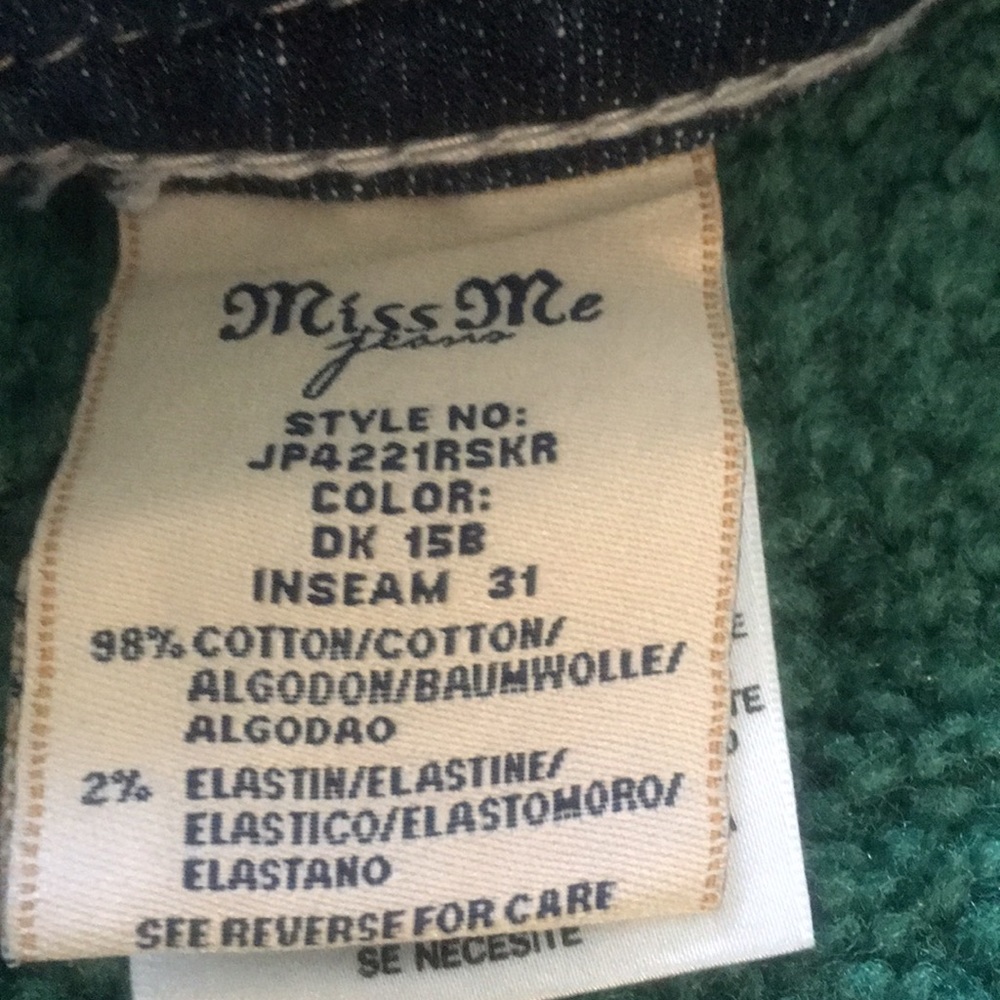 Miss Me
jeans
STYLE NO:
JP4221RSKR
COLOR:
DK 15B
INSEAM 31
98% COTTON/COTTON/
ALGODON/BAUMWOLLE/
ALGODAO
2% ELASTIN/ELASTINE/
ELASTICO/ELASTOMORO/
ELASTANO
SEE REVERSE FOR CARE
SE NECESITE